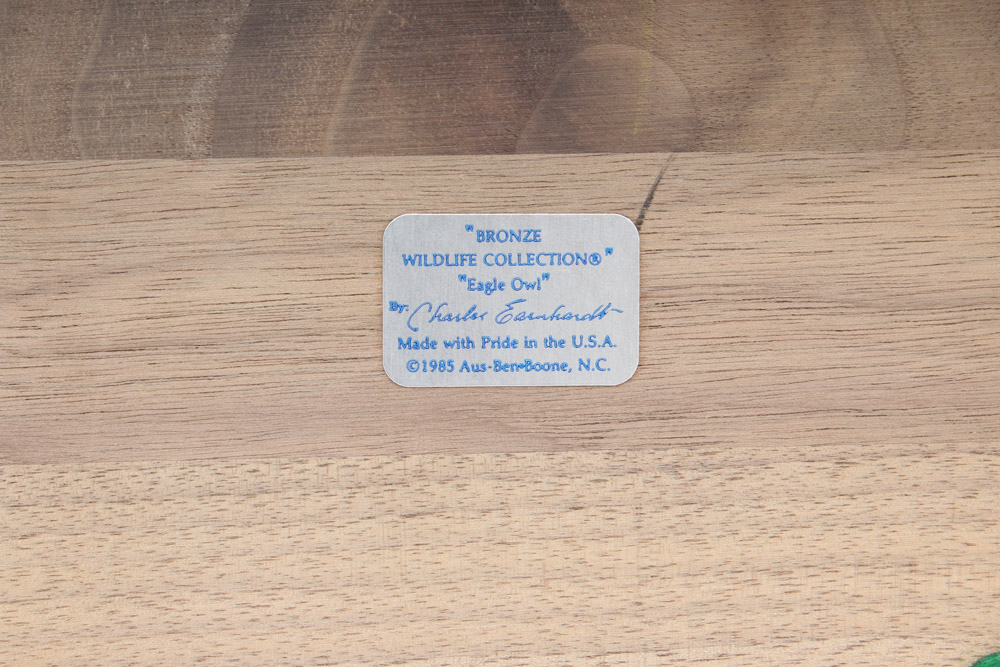 "BRONZE
WILDLIFE COLLECTION®"
"Eagle Owl"
By: Charles Earnhardt
Made with Pride in the U.S.A.
©1985 Aus-Ben•Boone, N.C.